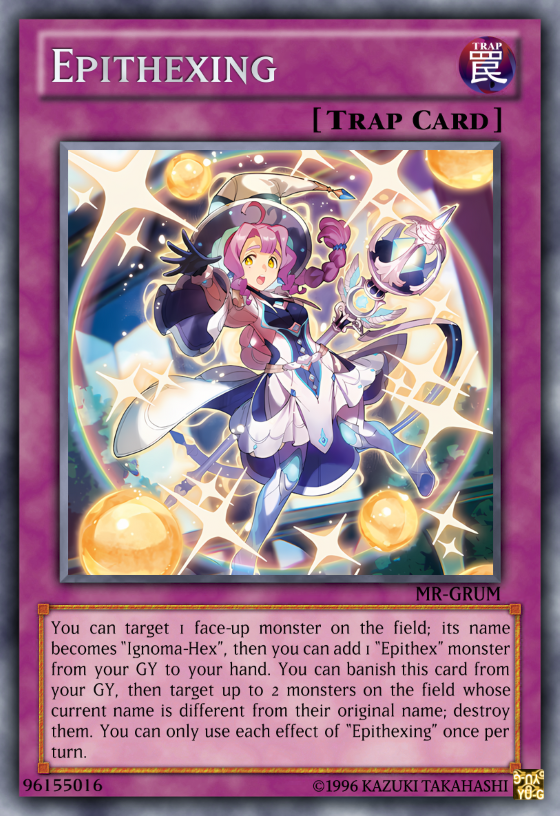 EPITHEXING
TRAP
罠
[TRAP CARD]
MR-GRUM
You can target 1 face-up monster on the field; its name
becomes "Ignoma-Hex", then you can add 1 "Epithex" monster
from your GY to your hand. You can banish this card from
your GY, then target up to 2 monsters on the field whose
current name is different from their original name; destroy
them. You can only use each effect of "Epithexing" once per
turn.
96155016
©1996 KAZUKI TAKAHASHI